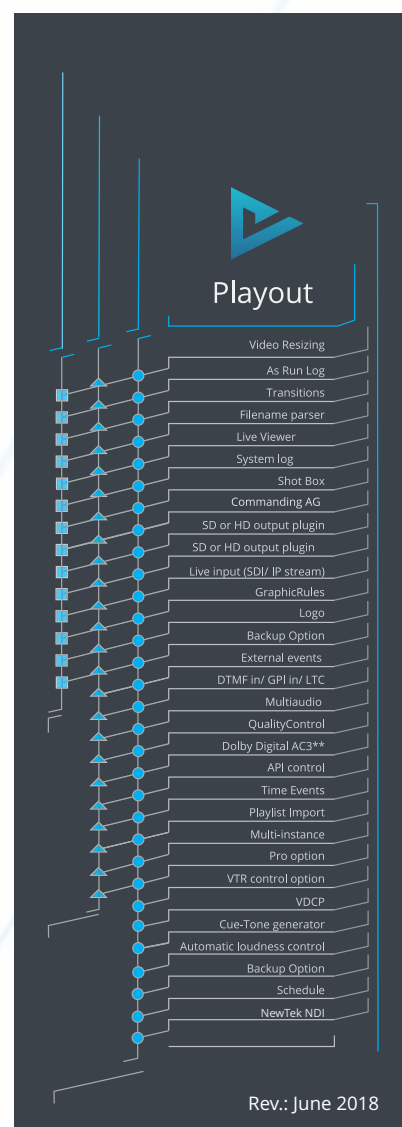 Playout
Video Resizing
As Run Log
Transitions
Filename parser
Live Viewer
System log
Shot Box
Commanding AG
SD or HD output plugin
SD or HD output plugin
Live input (SDI/ IP stream)
GraphicRules
Logo
Backup Option
External events
DTMF in/ GPI in/ LTC
Multiaudio
QualityControl
Dolby Digital AC3**
API control
Time Events
Playlist Import
Multi-instance
Pro option
VTR control option
VDCP
Cue-Tone generator
Automatic loudness control
Backup Option
Schedule
NewTek NDI
Rev.: June 2018